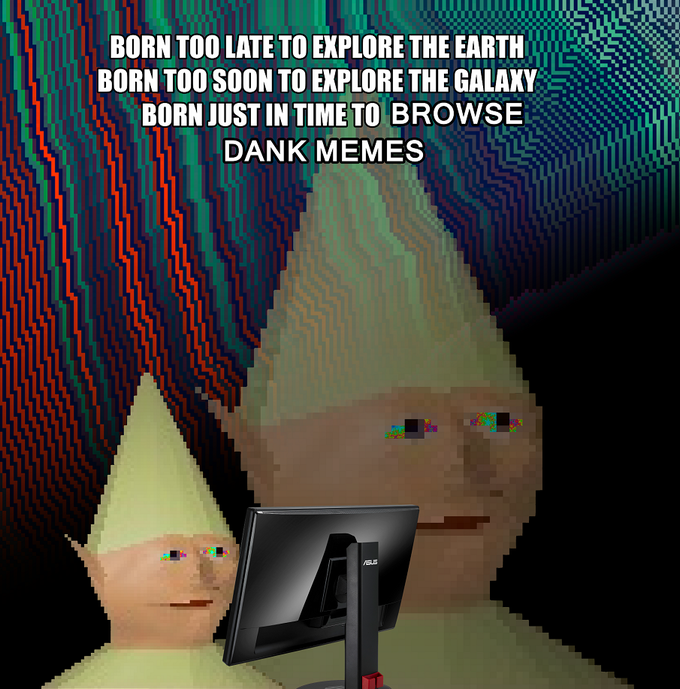 BORN TOO LATE TO EXPLORE THE EARTH
BORN TOO SOON TO EXPLORE THE GALAXY
BORN JUST IN TIME TO BROWSE
DANK MEMES
ASUS